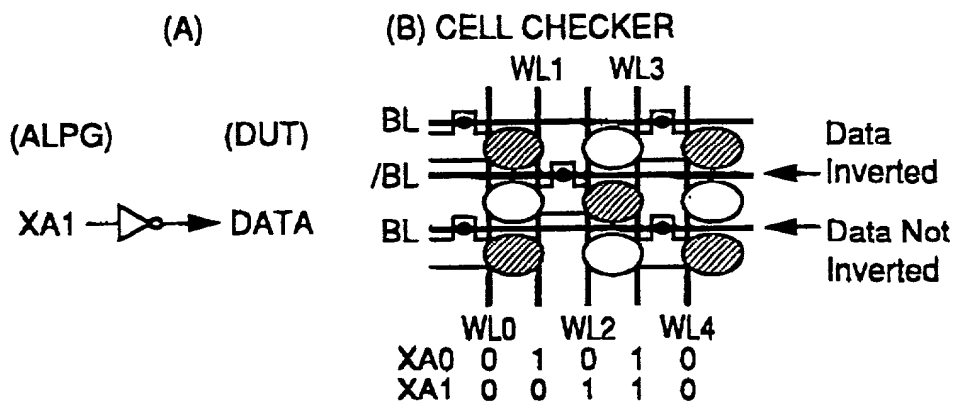 (A)
(B) CELL CHECKER
WL1 WL3
(ALPG) (DUT)
BL
Data
Inverted
/BL
XA1 DATA
BL
Data Not
Inverted
WL0 WL2 WL4
XA0 0 1 0 1 0
XA1 0 0 1 1 0